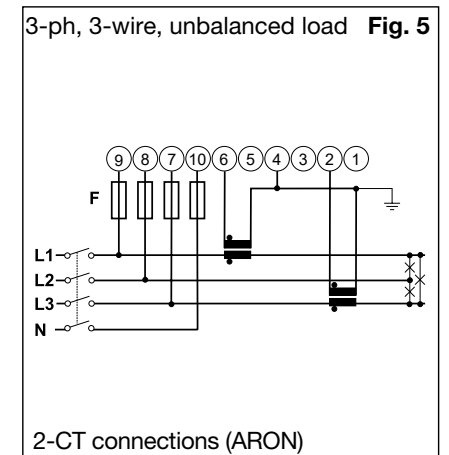 3-ph, 3-wire, unbalanced load Fig. 5
9 8 7 10 6 5 4 3 2 1
F
L1
L2
L3
N
2-CT connections (ARON)